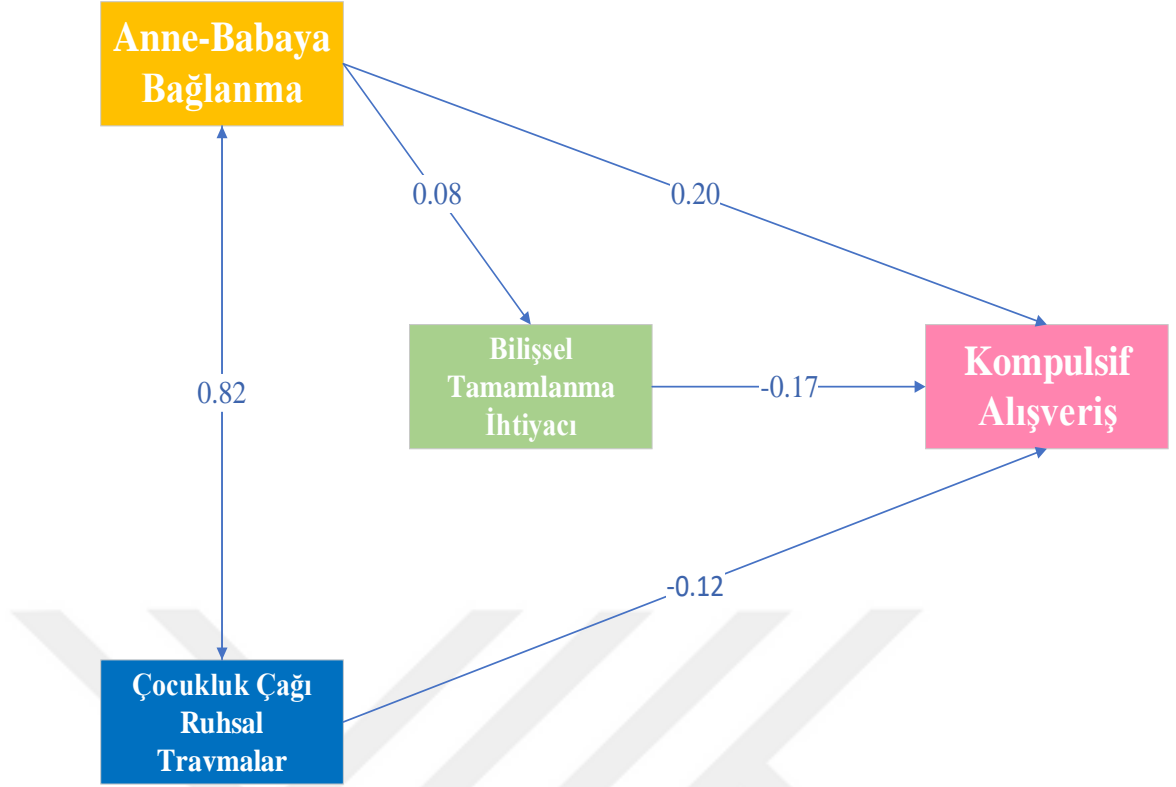 Anne-Babaya
Bağlanma
0.08
0.20
Bilişsel
Tamamlanma
İhtiyacı
Kompulsif
Alışveriş
0.82
-0.17
-0.12
Çocukluk Çağı
Ruhsal
Travmalar